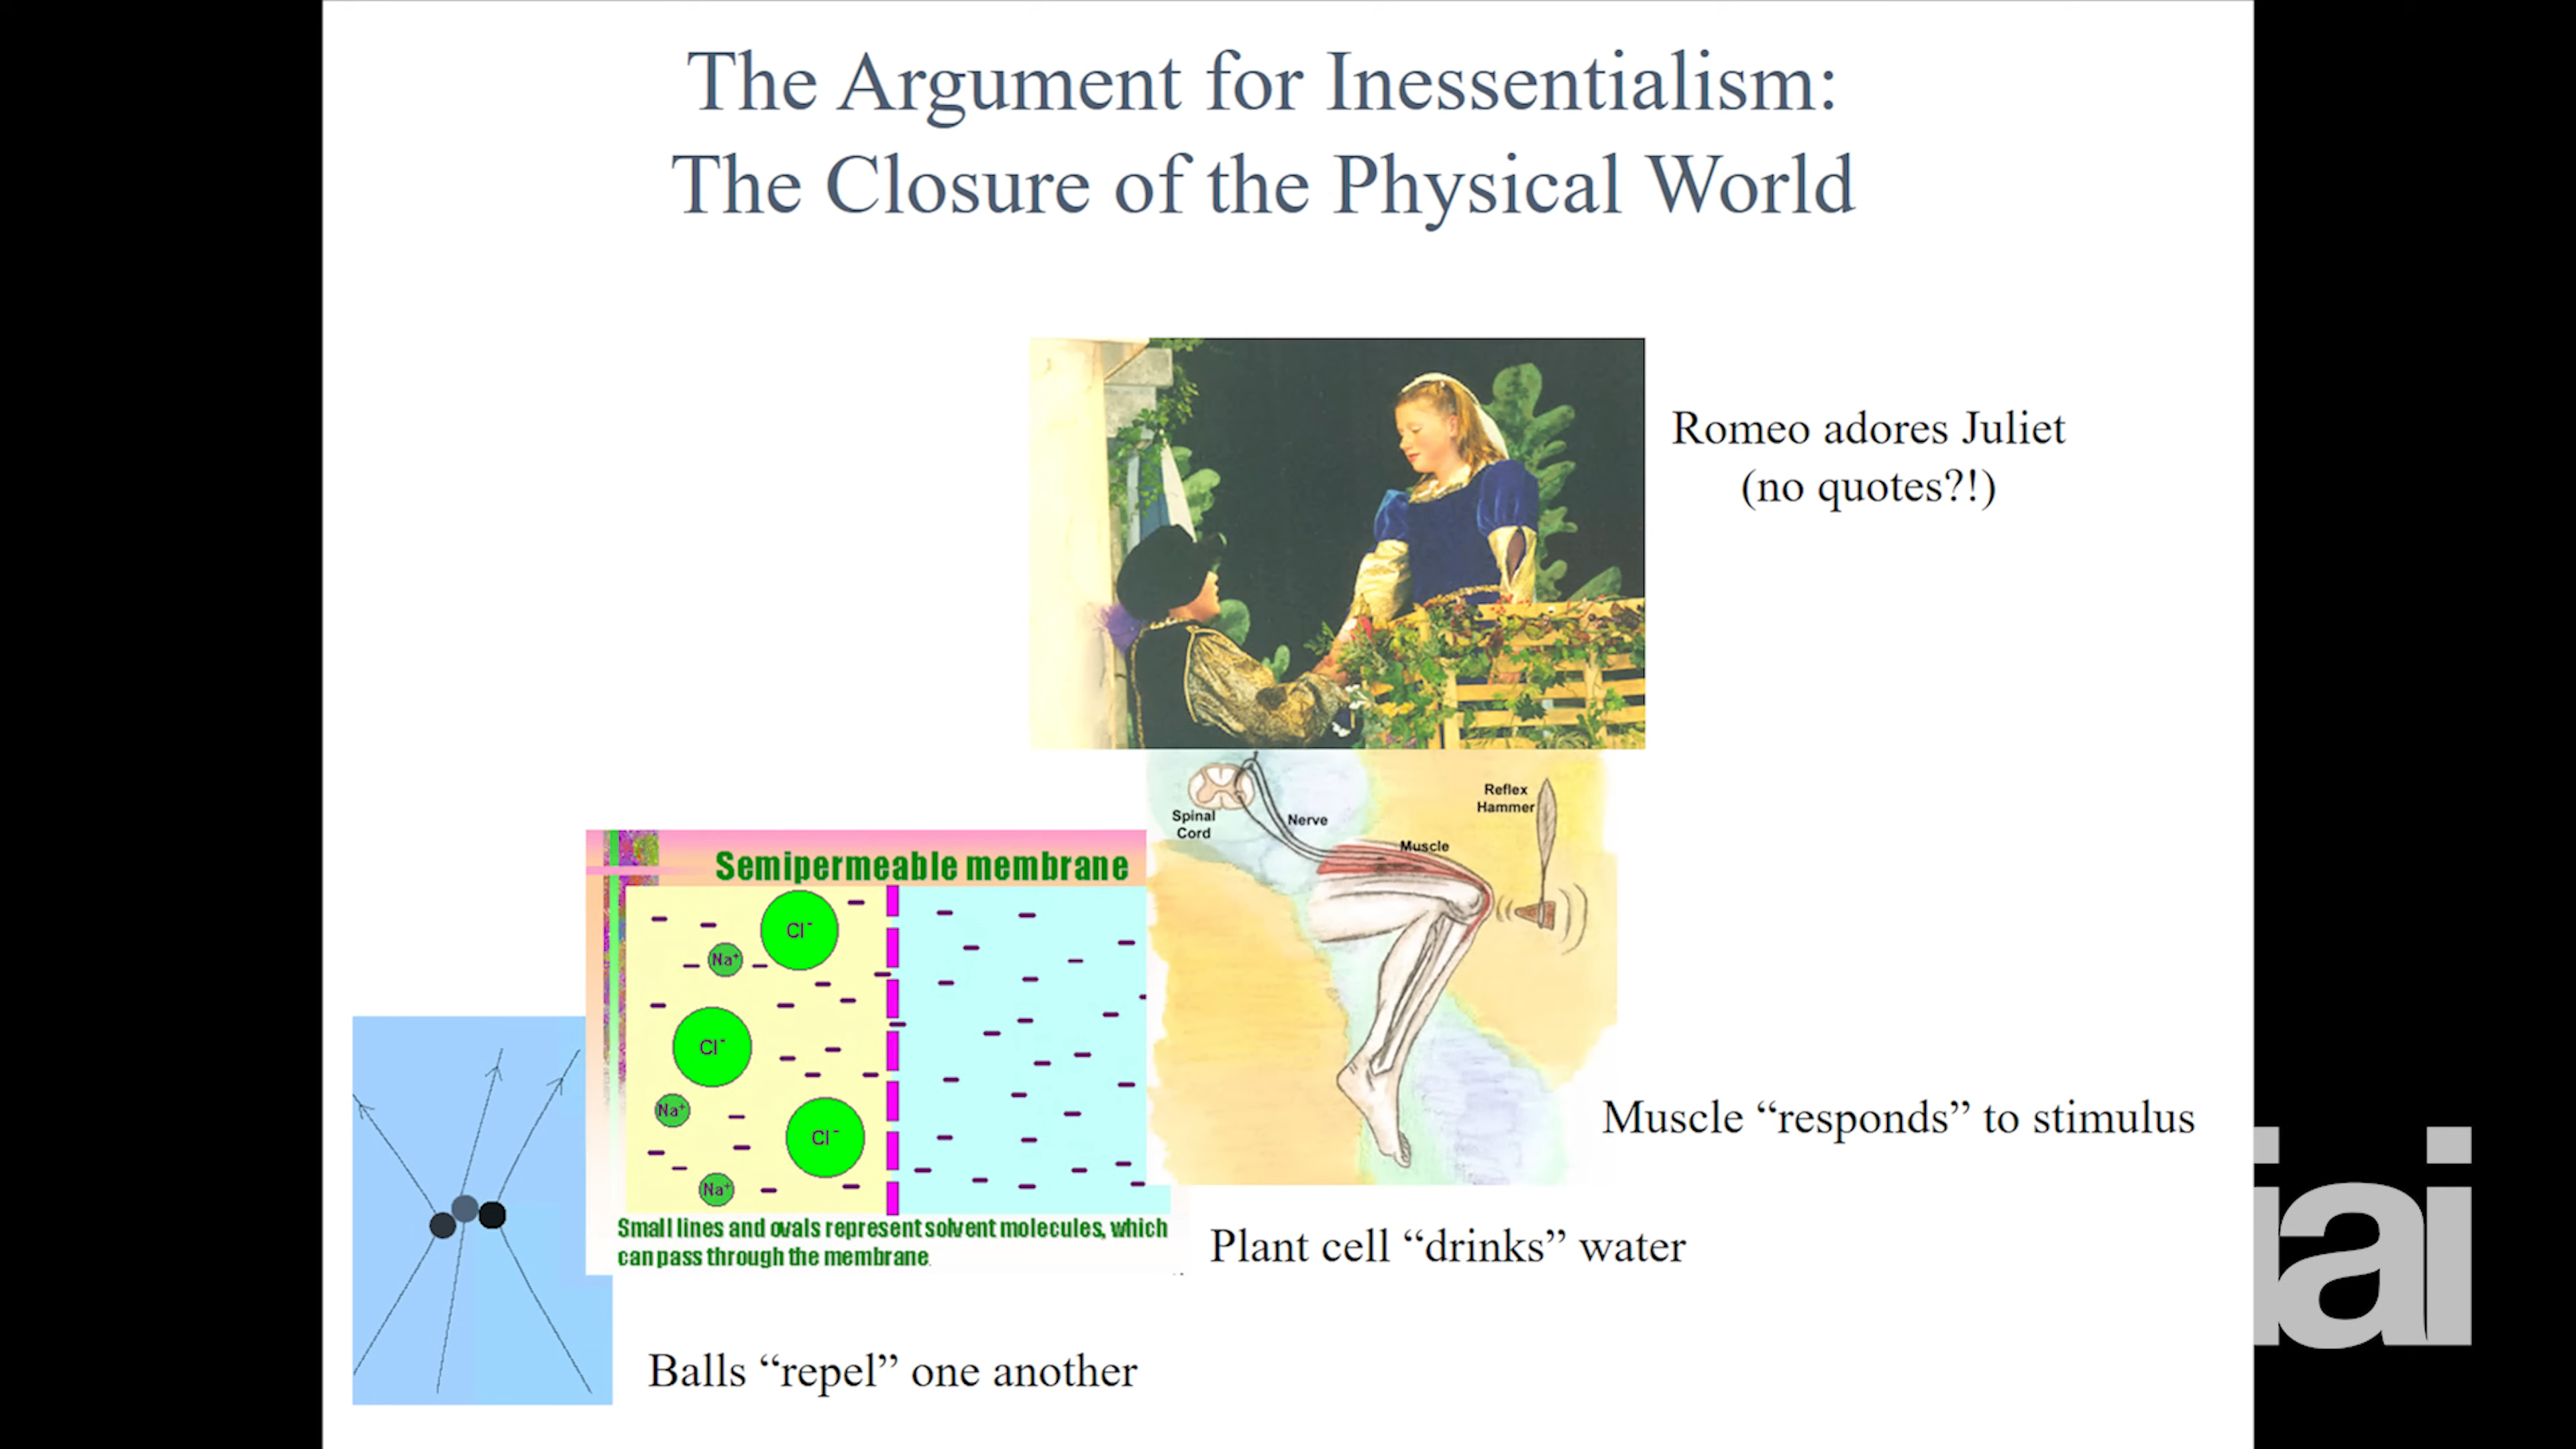 The Argument for Inessentialism:
The Closure of the Physical World
Romeo adores Juliet
(no quotes?!)
Spinal
Cord
Nerve
Muscle
Reflex
Hammer
Semipermeable membrane
Cl⁻
Na⁺
Cl⁻
Na⁺
Cl⁻
Na⁺
Small lines and ovals represent solvent molecules, which
can pass through the membrane.
Muscle “responds” to stimulus
Plant cell “drinks” water
Balls “repel” one another
iai